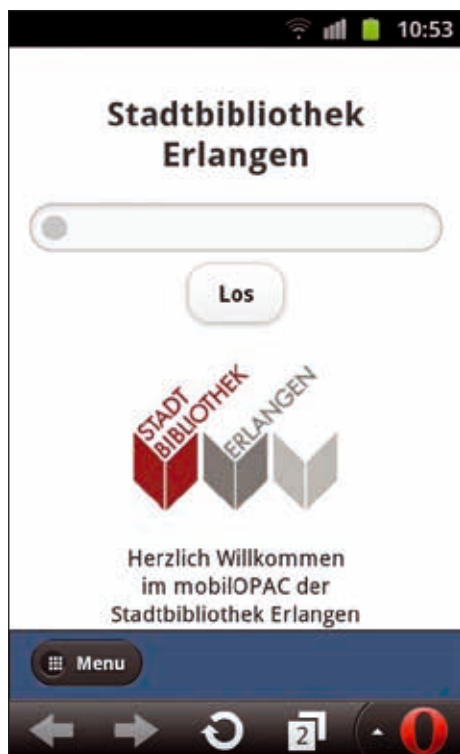 10:53
Stadtbibliothek
Erlangen
Los
STADT
BIBLIOTHEK
ERLANGEN
Herzlich Willkommen
im mobilOPAC der
Stadtbibliothek Erlangen
Menu
2